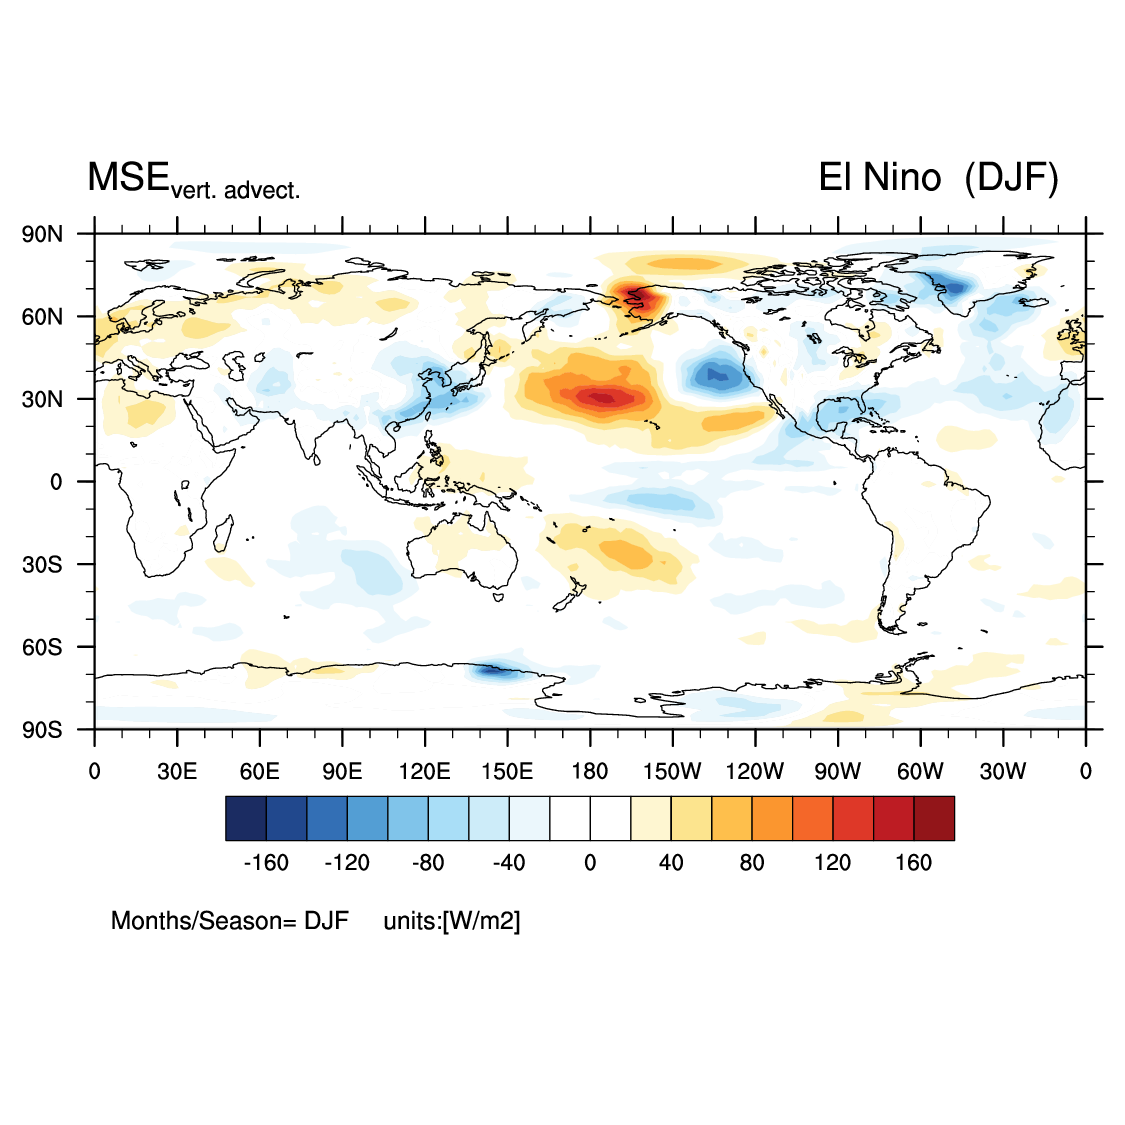 MSEvert. advect. El Nino (DJF)
90N
60N
30N
0
30S
60S
90S
0 30E 60E 90E 120E 150E 180 150W 120W 90W 60W 30W 0
-160 -120 -80 -40 0 40 80 120 160
Months/Season= DJF units:[W/m2]